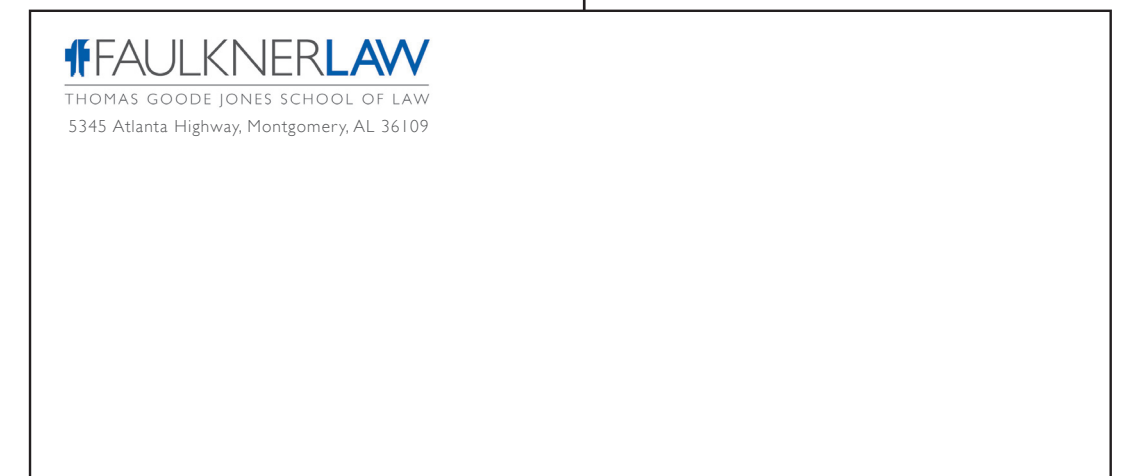 FAULKNERLAW
THOMAS GOODE JONES SCHOOL OF LAW
5345 Atlanta Highway, Montgomery, AL 36109